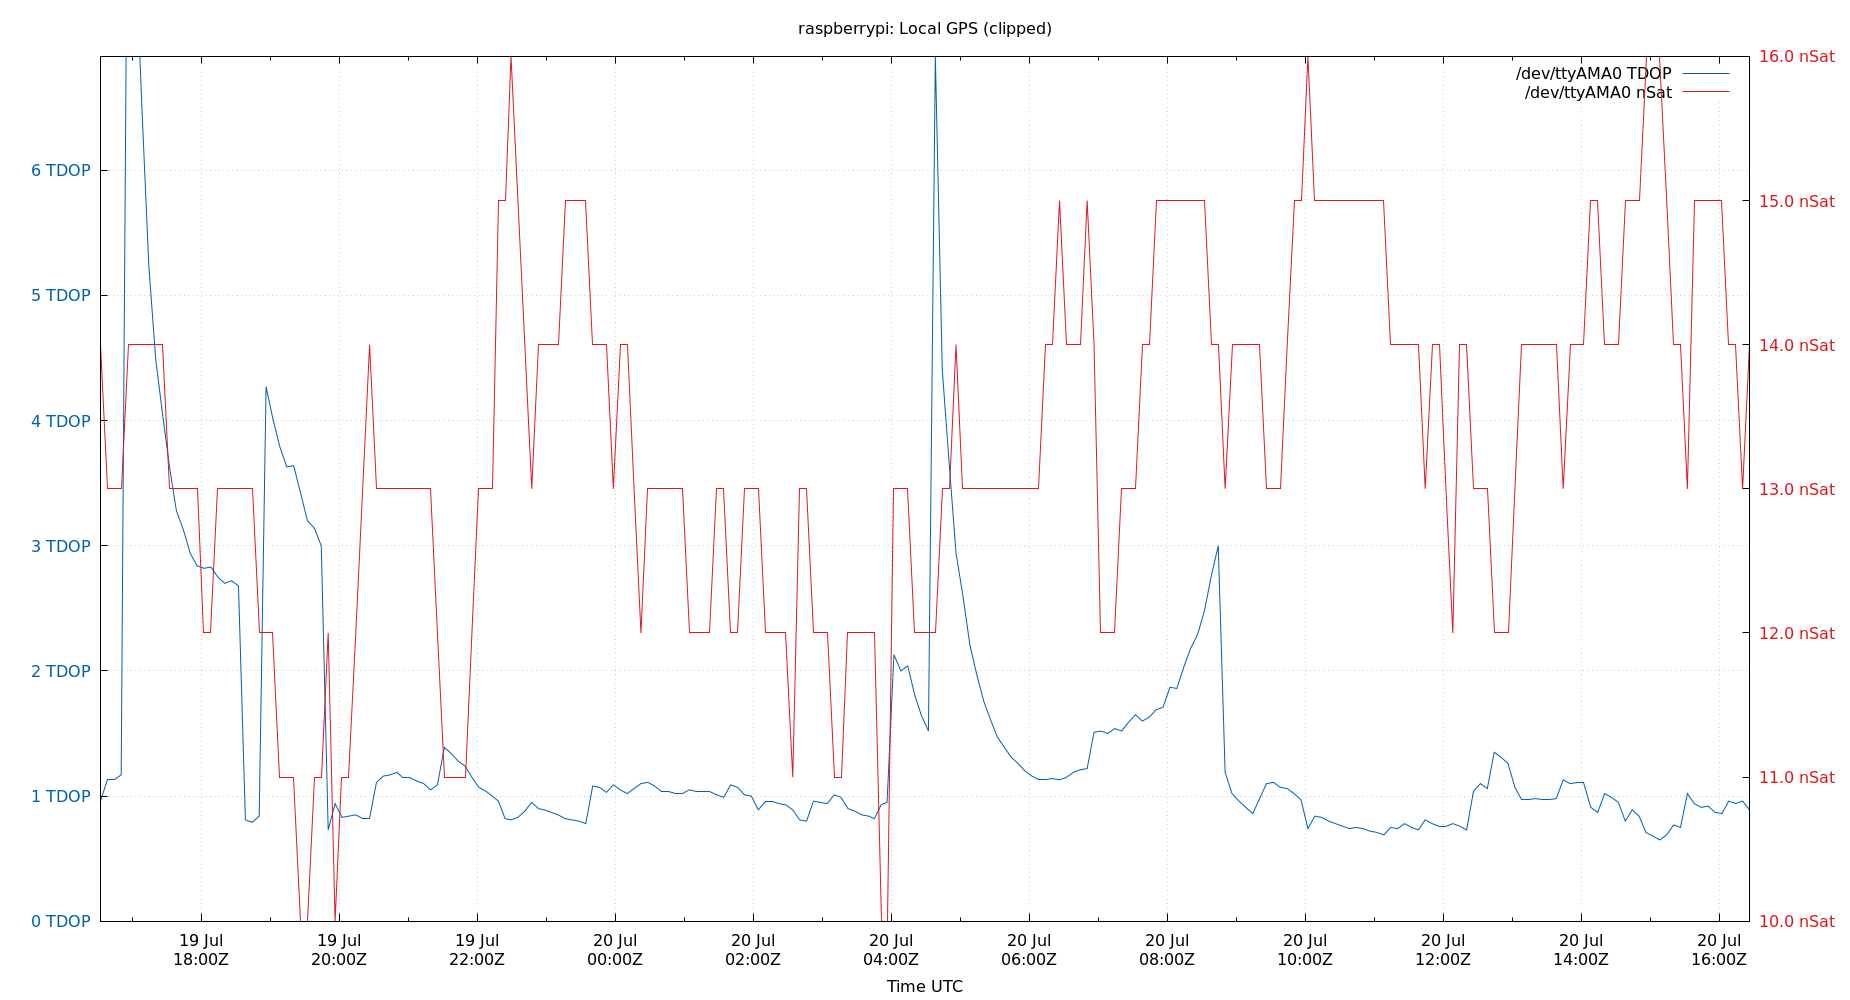 raspberrypi: Local GPS (clipped)
16.0 nSat
/dev/ttyAMA0 TDOP
/dev/ttyAMA0 nSat
6 TDOP
15.0 nSat
5 TDOP
14.0 nSat
4 TDOP
13.0 nSat
3 TDOP
12.0 nSat
2 TDOP
11.0 nSat
1 TDOP
0 TDOP
10.0 nSat
19 Jul 19 Jul 19 Jul 20 Jul 20 Jul 20 Jul 20 Jul 20 Jul 20 Jul 20 Jul 20 Jul 20 Jul
18:00Z 20:00Z 22:00Z 00:00Z 02:00Z 04:00Z 06:00Z 08:00Z 10:00Z 12:00Z 14:00Z 16:00Z
Time UTC